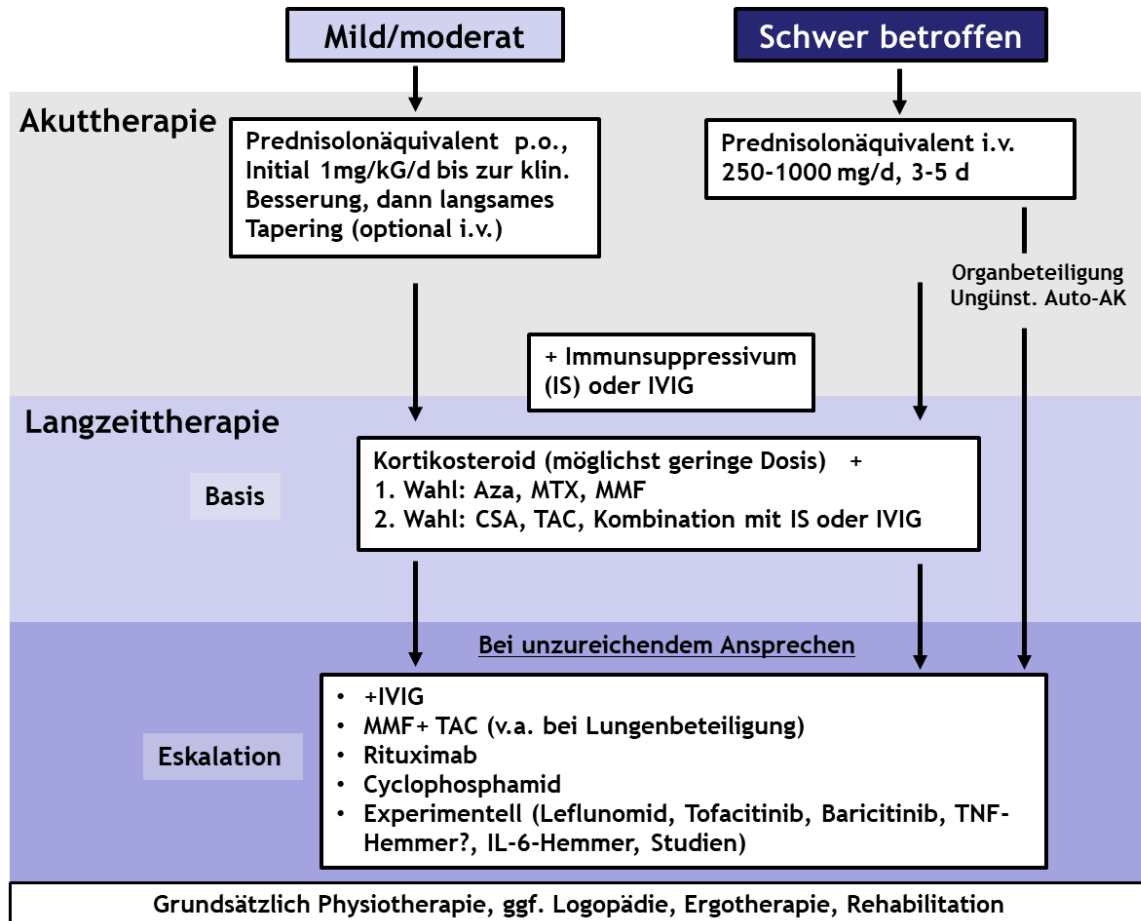 Mild/moderat
Schwer betroffen
Akuttherapie
Prednisolonäquivalent p.o.,
Initial 1mg/kG/d bis zur klin.
Besserung, dann langsames
Tapering (optional i.v.)
Prednisolonäquivalent i.v.
250-1000 mg/d, 3-5 d
Organbeteiligung
Ungünst. Auto-AK
+ Immunsuppressivum
(IS) oder IVIG
Langzeittherapie
Basis
Kortikosteroid (möglichst geringe Dosis) +
1. Wahl: Aza, MTX, MMF
2. Wahl: CSA, TAC, Kombination mit IS oder IVIG
Bei unzureichendem Ansprechen
Eskalation
• +IVIG
• MMF+ TAC (v.a. bei Lungenbeteiligung)
• Rituximab
• Cyclophosphamid
• Experimentell (Leflunomid, Tofacitinib, Baricitinib, TNF-
Hemmer?, IL-6-Hemmer, Studien)
Grundsätzlich Physiotherapie, ggf. Logopädie, Ergotherapie, Rehabilitation